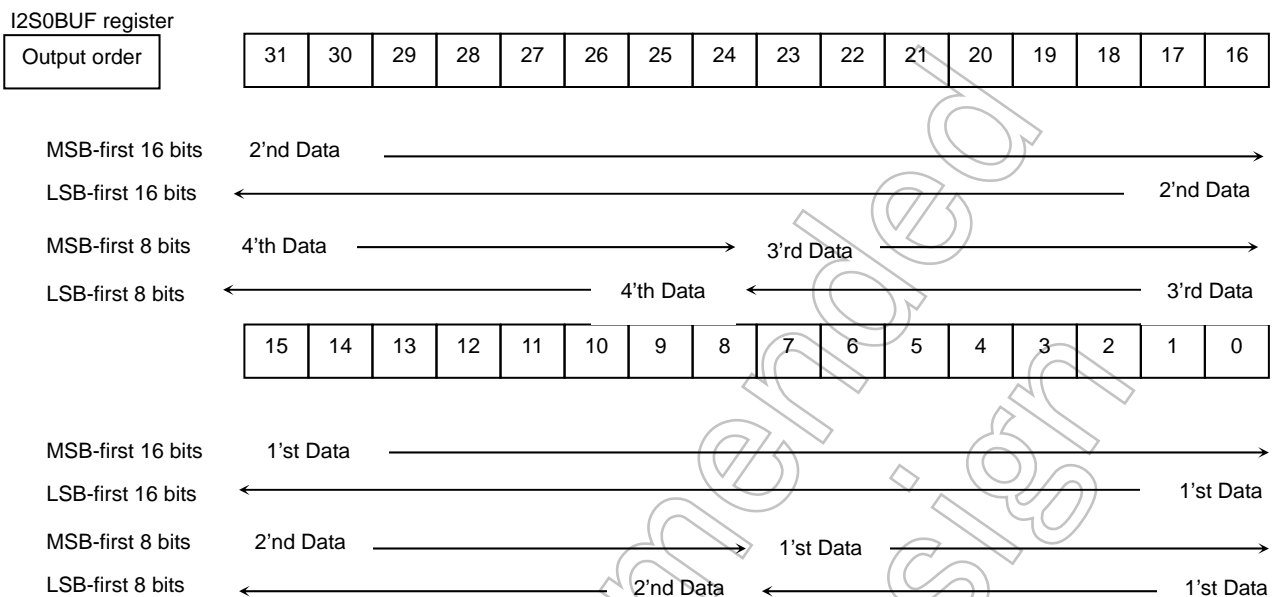 I2S0BUF register
Output order
31 30 29 28 27 26 25 24 23 22 21 20 19 18 17 16
MSB-first 16 bits 2'nd Data
LSB-first 16 bits 2'nd Data
MSB-first 8 bits 4'th Data 3'rd Data
LSB-first 8 bits 4'th Data 3'rd Data
15 14 13 12 11 10 9 8 7 6 5 4 3 2 1 0
MSB-first 16 bits 1'st Data
LSB-first 16 bits 1'st Data
MSB-first 8 bits 2'nd Data 1'st Data
LSB-first 8 bits 2'nd Data 1'st Data
mended
sign